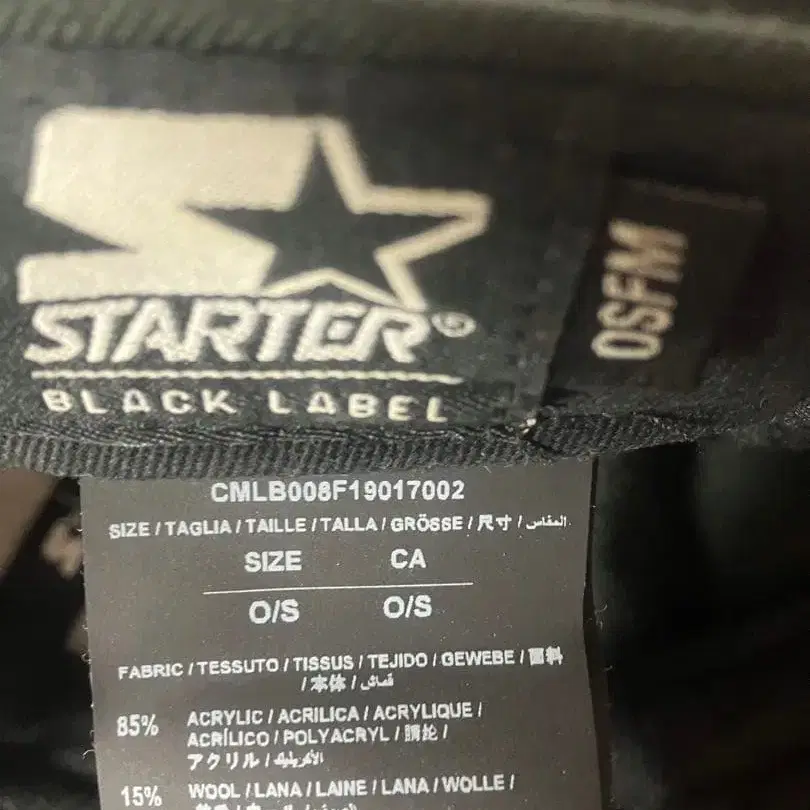 STARTER
BLACK LABEL
OSFM
CMLB008F19017002
SIZE / TAGLIA / TAILLE / TALLA / GRÖSSE / 尺寸 / المقاس
SIZE CA
O/S O/S
FABRIC / TESSUTO / TISSUS / TEJIDO / GEWEBE / 面料
/ 本体 / قماش
85% ACRYLIC / ACRILICA / ACRYLIQUE /
ACRÍLICO / POLYACRYL / 腈纶 /
アクリル / الأكريليك
15% WOOL / LANA / LAINE / LANA / WOLLE /